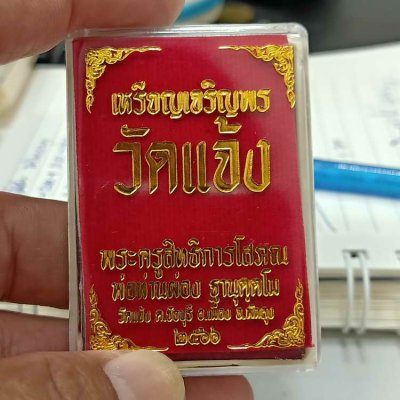 เหรียญเจริญพร
วัดแจ้ง
พระครูสิทธิการโสภณ
พ่อท่านผ่อง ฐานุตฺตโม
วัดแจ้ง ต.ชัยบุรี อ.เมือง จ.พัทลุง
๒๕๖๖